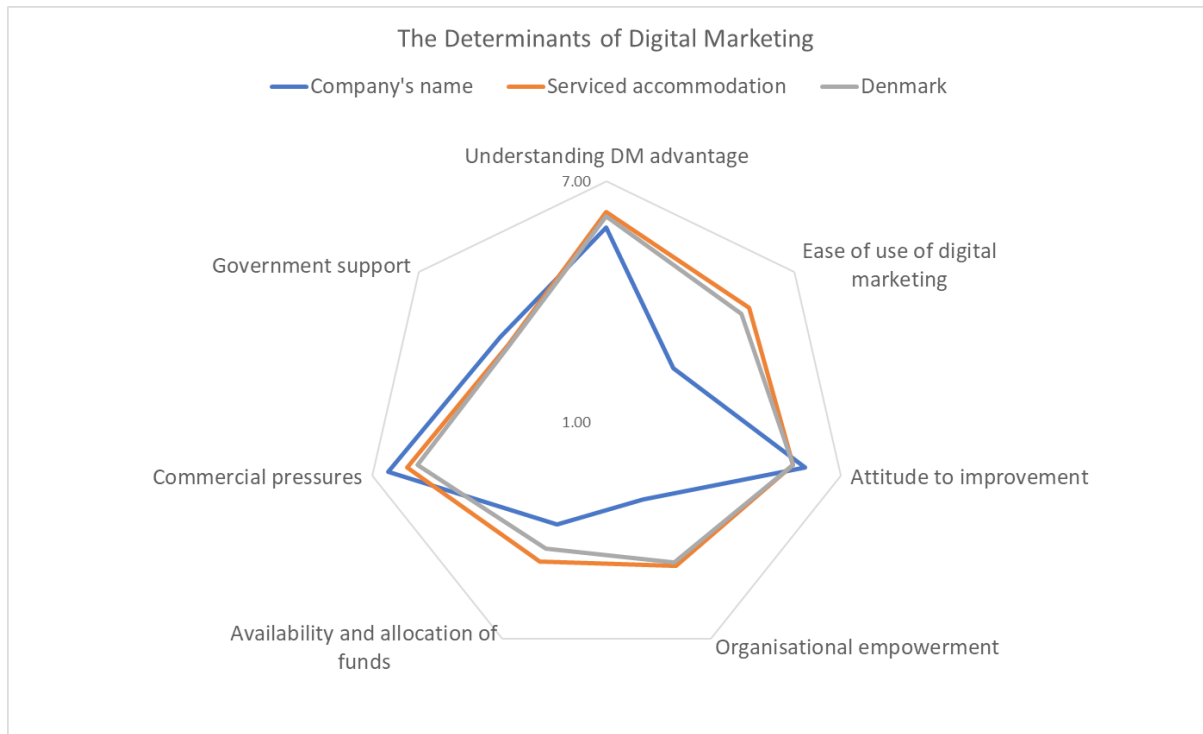 The Determinants of Digital Marketing
Company's name Serviced accommodation Denmark
Understanding DM advantage
7.00
Ease of use of digital
marketing
Government support
1.00
Commercial pressures
Attitude to improvement
Availability and allocation of
funds
Organisational empowerment